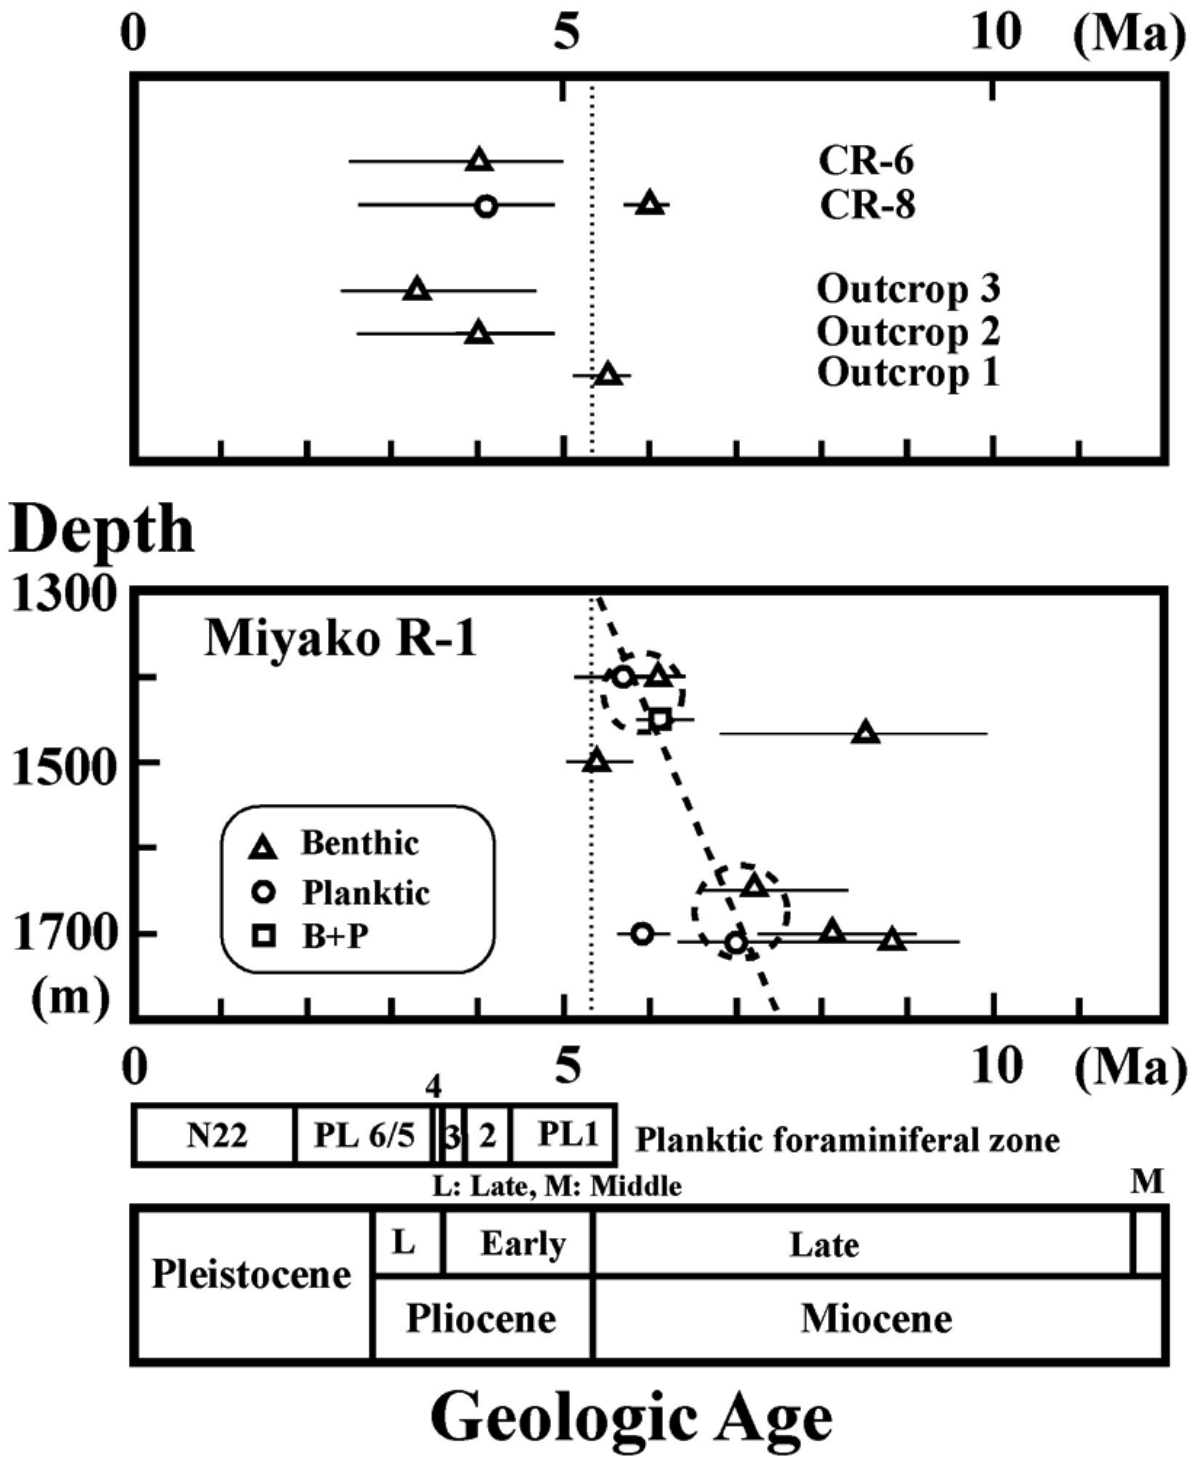 0 5 10 (Ma)
CR-6
CR-8
Outcrop 3
Outcrop 2
Outcrop 1
Depth
1300
Miyako R-1
1500
Benthic
Planktic
B+P
1700
(m)
0 5 10 (Ma)
4
N22 PL 6/5 3 2 PL1 Planktic foraminiferal zone
L: Late, M: Middle M
L Early Late
Pleistocene
Pliocene Miocene
Geologic Age